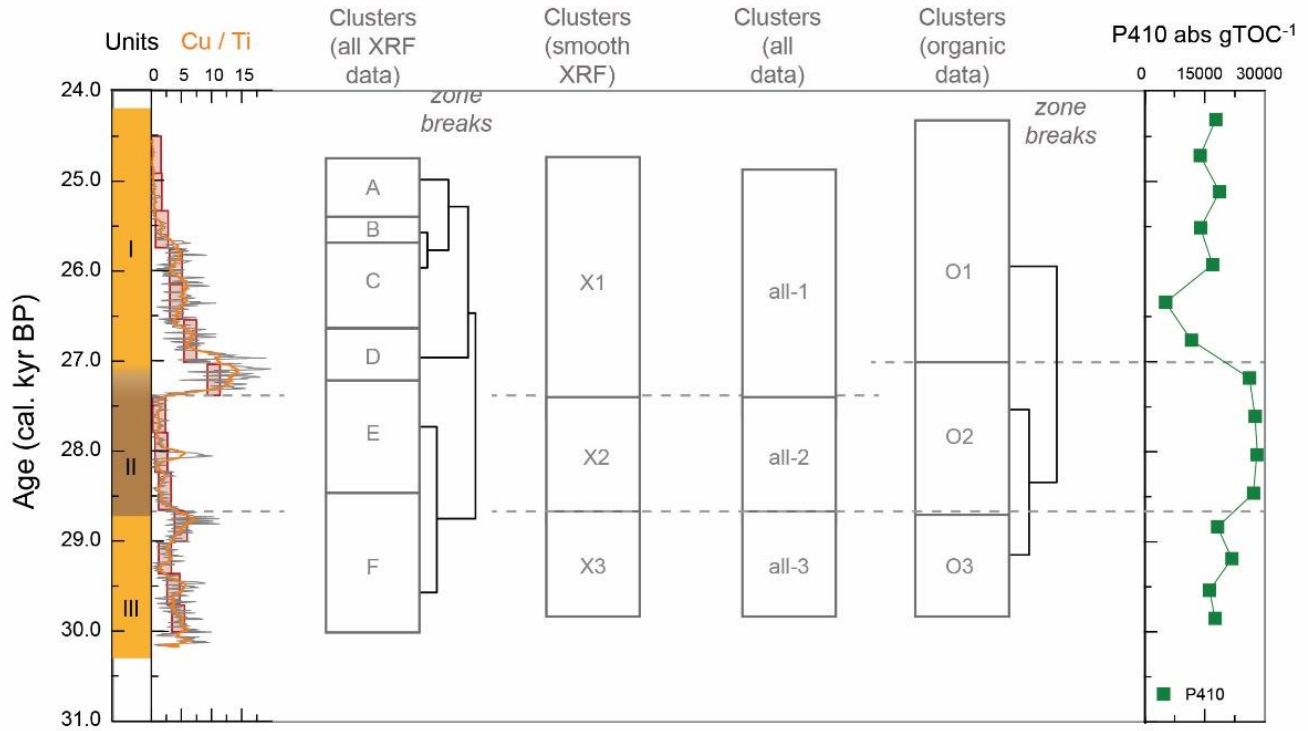 Units
Cu / Ti
Clusters
(all XRF
data)
Clusters
(smooth
XRF)
Clusters
(all
data)
Clusters
(organic
data)
P410 abs gTOC-1
0 5 10 15
0 15000 30000
zone
breaks
zone
breaks
Age (cal. kyr BP)
24.0
25.0
26.0
27.0
28.0
29.0
30.0
31.0
I
II
III
A
B
C
D
E
F
X1
X2
X3
all-1
all-2
all-3
O1
O2
O3
P410